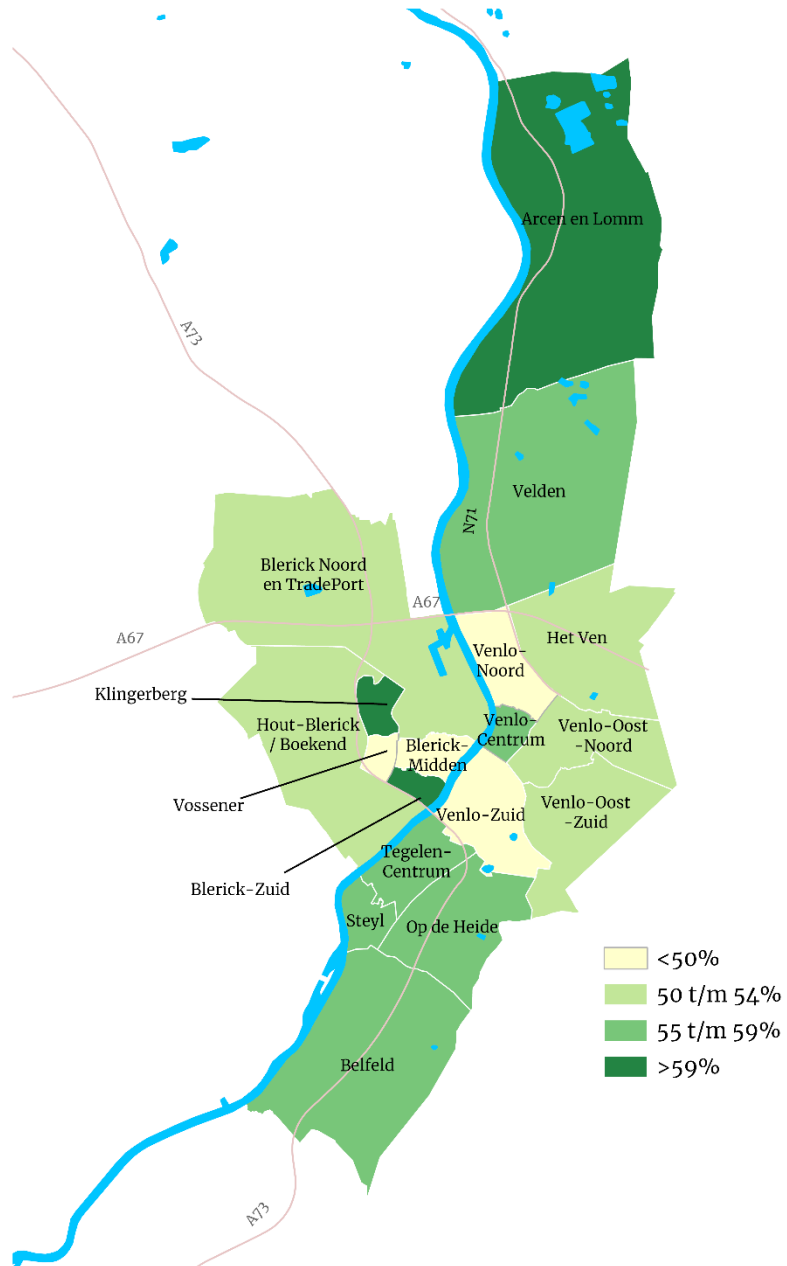 Arcen en Lomm
A73
Velden
N71
Blerick Noord
en TradePort
A67
A67
Het Ven
Venlo-
Noord
Klingerberg
Hout-Blerick
/ Boekend
Venlo-
Centrum
Venlo-Oost
-Noord
Blerick-
Midden
Vossener
Venlo-Zuid
Venlo-Oost
-Zuid
Tegelen-
Centrum
Blerick-Zuid
Steyl
Op de Heide
<50%
50 t/m 54%
55 t/m 59%
>59%
Belfeld
A73